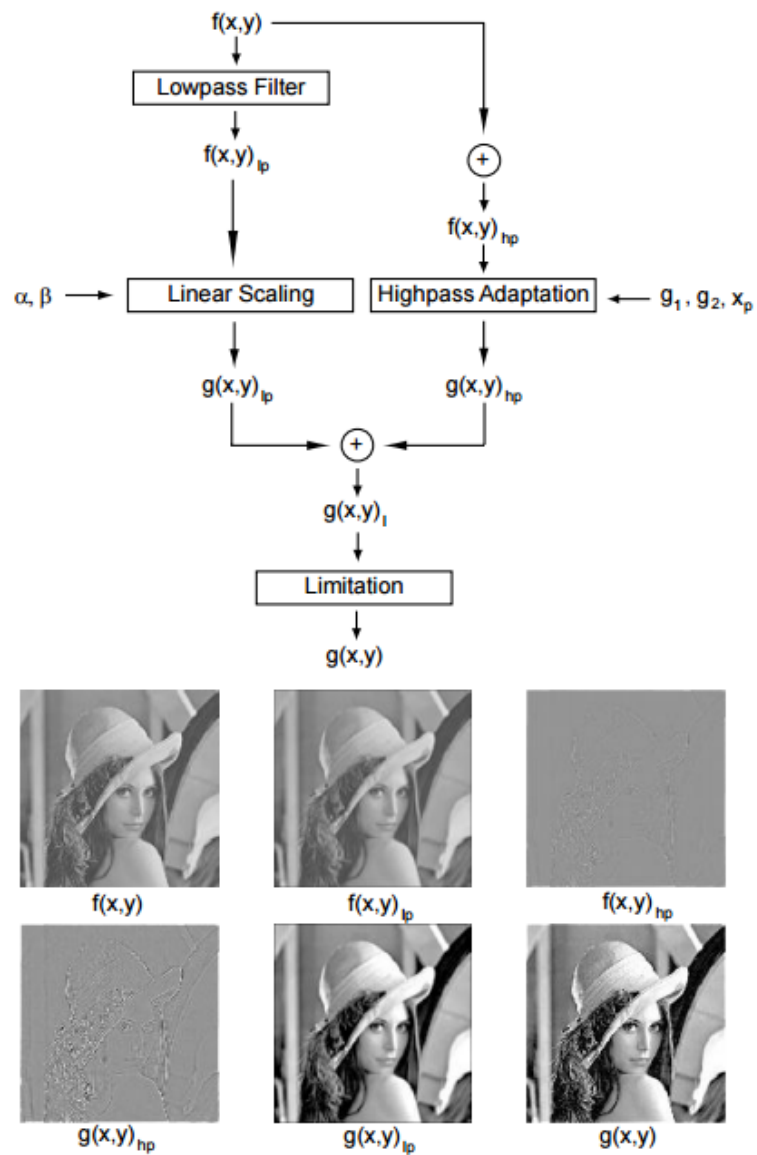 f(x,y)
Lowpass Filter
f(x,y)lp
+
f(x,y)hp
α, β
Linear Scaling
Highpass Adaptation
g1, g2, xp
g(x,y)lp
g(x,y)hp
+
g(x,y)l
Limitation
g(x,y)
f(x,y)
f(x,y)lp
f(x,y)hp
g(x,y)hp
g(x,y)lp
g(x,y)